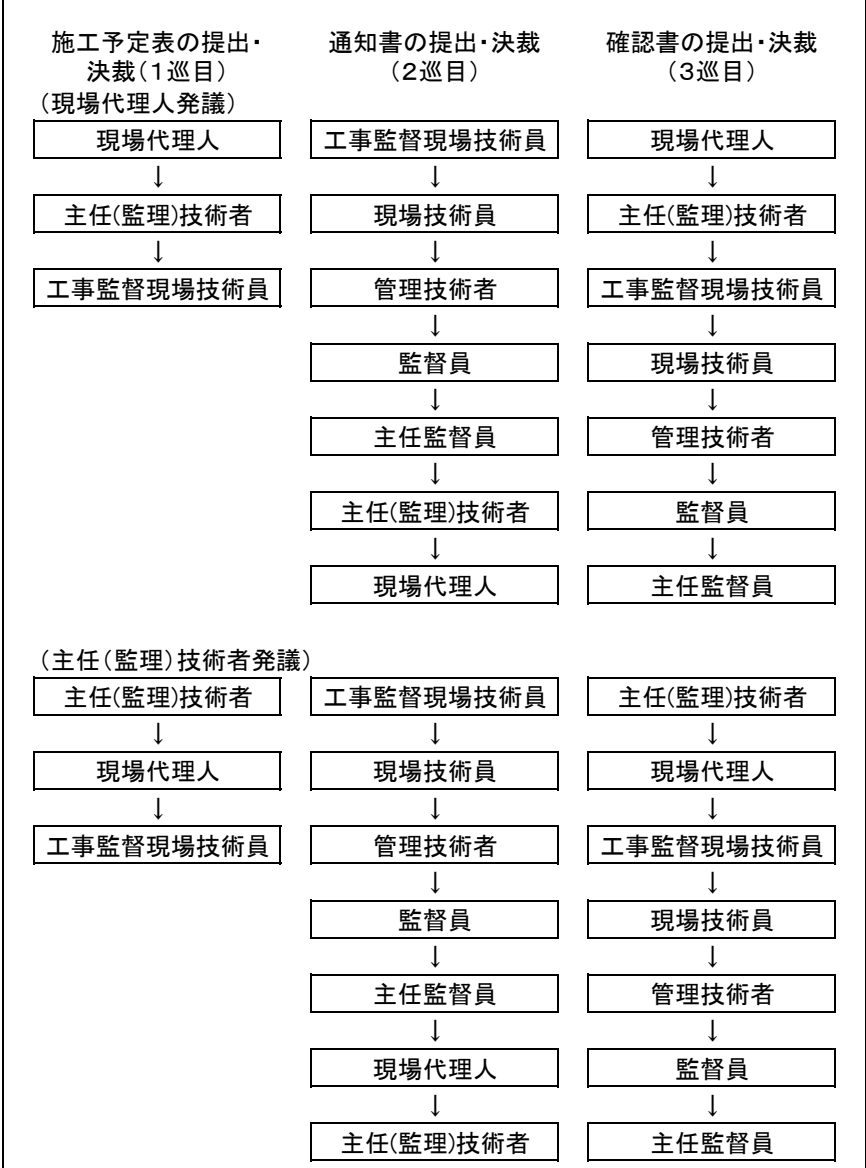 施工予定表の提出・ 通知書の提出・決裁 確認書の提出・決裁
決裁（1巡目） （2巡目） （3巡目）
（現場代理人発議）
現場代理人 工事監督現場技術員 現場代理人
↓ ↓ ↓
主任(監理)技術者 現場技術員 主任(監理)技術者
↓ ↓ ↓
工事監督現場技術員 管理技術者 工事監督現場技術員
↓ ↓
監督員 現場技術員
↓ ↓
主任監督員 管理技術者
↓ ↓
主任(監理)技術者 監督員
↓ ↓
現場代理人 主任監督員
（主任（監理）技術者発議）
主任(監理)技術者 工事監督現場技術員 主任(監理)技術者
↓ ↓ ↓
現場代理人 現場技術員 現場代理人
↓ ↓ ↓
工事監督現場技術員 管理技術者 工事監督現場技術員
↓ ↓
監督員 現場技術員
↓ ↓
主任監督員 管理技術者
↓ ↓
現場代理人 監督員
↓ ↓
主任(監理)技術者 主任監督員